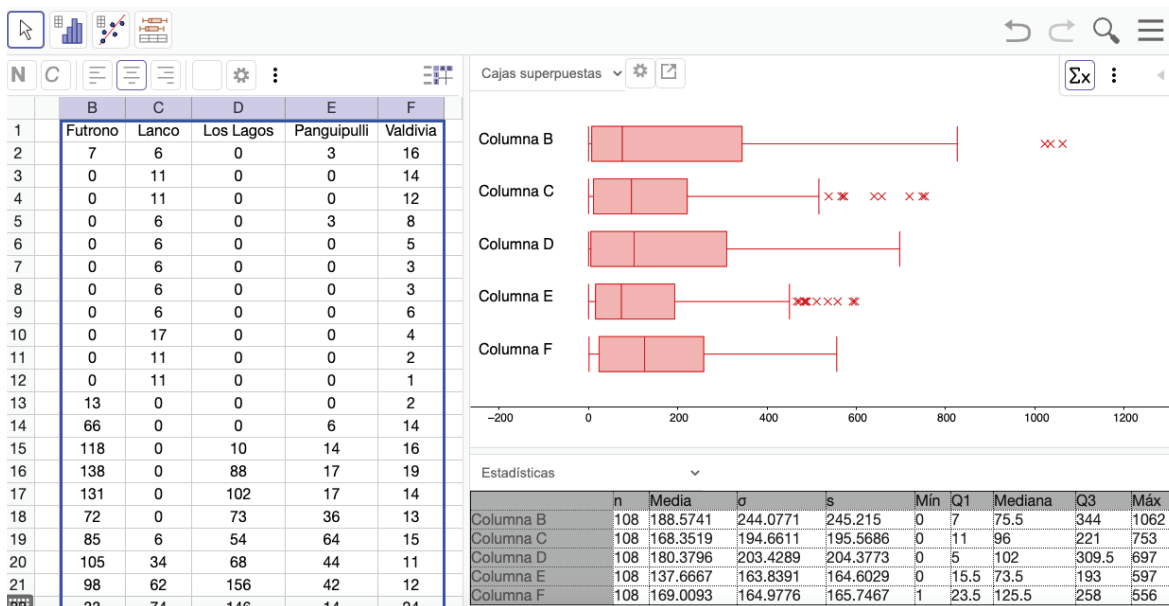 N C
Cajas superpuestas
Σx
B C D E F
1 Futrono Lanco Los Lagos Panguipulli Valdivia
2 7 6 0 3 16
3 0 11 0 0 14
4 0 11 0 0 12
5 0 6 0 3 8
6 0 6 0 0 5
7 0 6 0 0 3
8 0 6 0 0 3
9 0 6 0 0 6
10 0 17 0 0 4
11 0 11 0 0 2
12 0 11 0 0 1
13 13 0 0 0 2
14 66 0 0 6 14
15 118 0 10 14 16
16 138 0 88 17 19
17 131 0 102 17 14
18 72 0 73 36 13
19 85 6 54 64 15
20 105 34 68 44 11
21 98 62 156 42 12
Columna B
Columna C
Columna D
Columna E
Columna F
−200 0 200 400 600 800 1000 1200
Estadísticas
n Media σ s Mín Q1 Mediana Q3 Máx
Columna B 108 188.5741 244.0771 245.215 0 7 75.5 344 1062
Columna C 108 168.3519 194.6611 195.5686 0 11 96 221 753
Columna D 108 180.3796 203.4289 204.3773 0 5 102 309.5 697
Columna E 108 137.6667 163.8391 164.6029 0 15.5 73.5 193 597
Columna F 108 169.0093 164.9776 165.7467 1 23.5 125.5 258 556